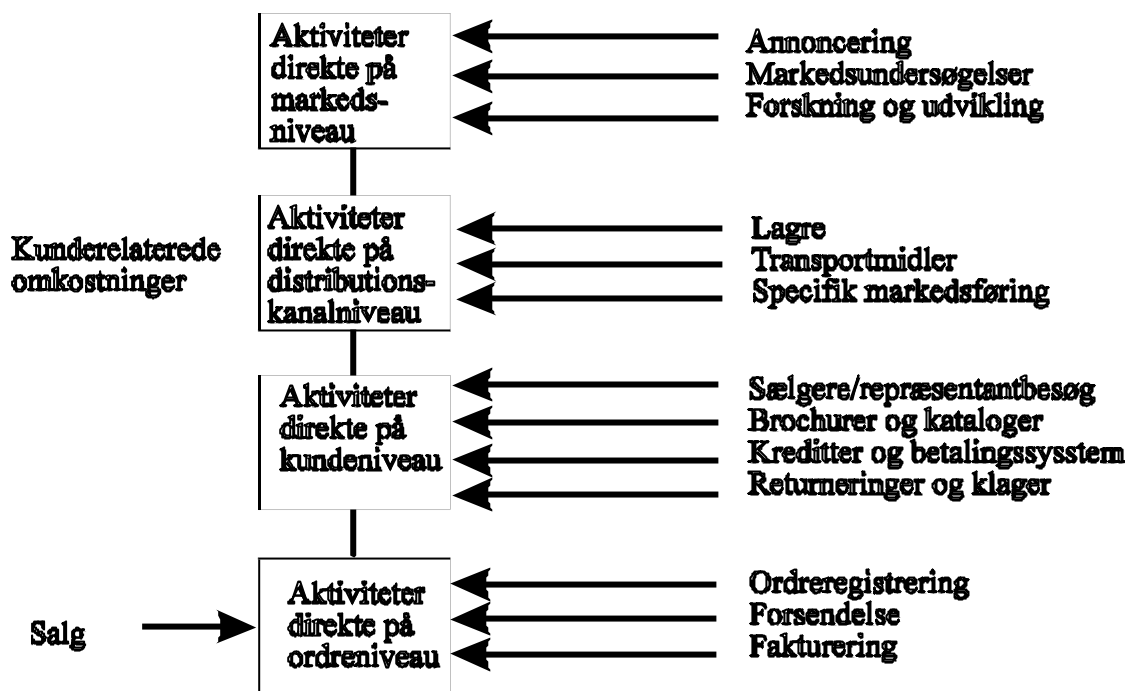 Aktiviteter
direkte på
markeds-
niveau
Annoncering
Markedsundersøgelser
Forskning og udvikling
Kunderelaterede
omkostninger
Aktiviteter
direkte på
distributions-
kanalniveau
Lagre
Transportmidler
Specifik markedsføring
Aktiviteter
direkte på
kundeniveau
Sælgere/repræsentantbesøg
Brochurer og kataloger
Kreditter og betalingssysstem
Returneringer og klager
Salg
Aktiviteter
direkte på
ordreniveau
Ordreregistrering
Forsendelse
Fakturering